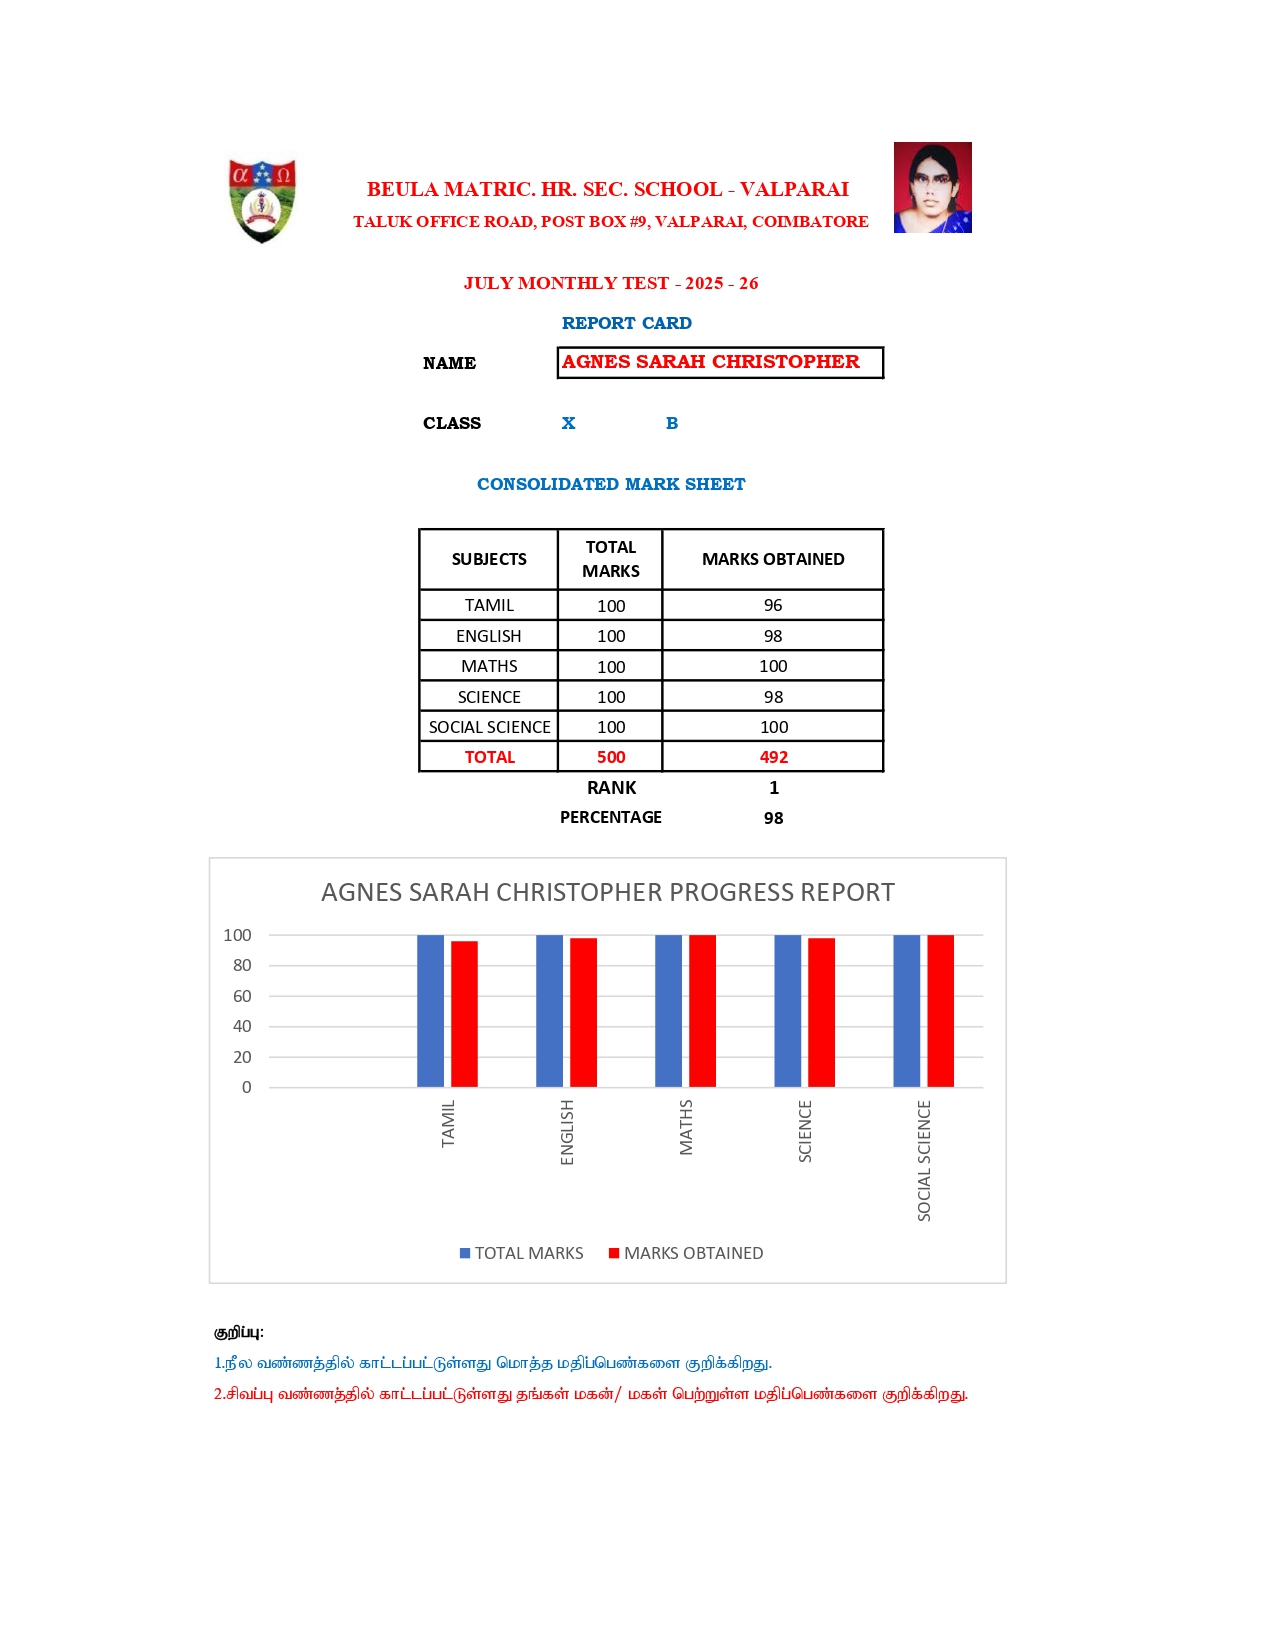 α Ω
BEULA MATRIC. HR. SEC. SCHOOL - VALPARAI
TALUK OFFICE ROAD, POST BOX #9, VALPARAI, COIMBATORE
JULY MONTHLY TEST - 2025 - 26
REPORT CARD
NAME AGNES SARAH CHRISTOPHER
CLASS X B
CONSOLIDATED MARK SHEET
SUBJECTS TOTAL MARKS MARKS OBTAINED
TAMIL 100 96
ENGLISH 100 98
MATHS 100 100
SCIENCE 100 98
SOCIAL SCIENCE 100 100
TOTAL 500 492
RANK 1
PERCENTAGE 98
AGNES SARAH CHRISTOPHER PROGRESS REPORT
100
80
60
40
20
0
TAMIL ENGLISH MATHS SCIENCE SOCIAL SCIENCE
TOTAL MARKS MARKS OBTAINED
குறிப்பு:
1.நீல வண்ணத்தில் காட்டப்பட்டுள்ளது மொத்த மதிப்பெண்களை குறிக்கிறது.
2.சிவப்பு வண்ணத்தில் காட்டப்பட்டுள்ளது தங்கள் மகன்/ மகள் பெற்றுள்ள மதிப்பெண்களை குறிக்கிறது.